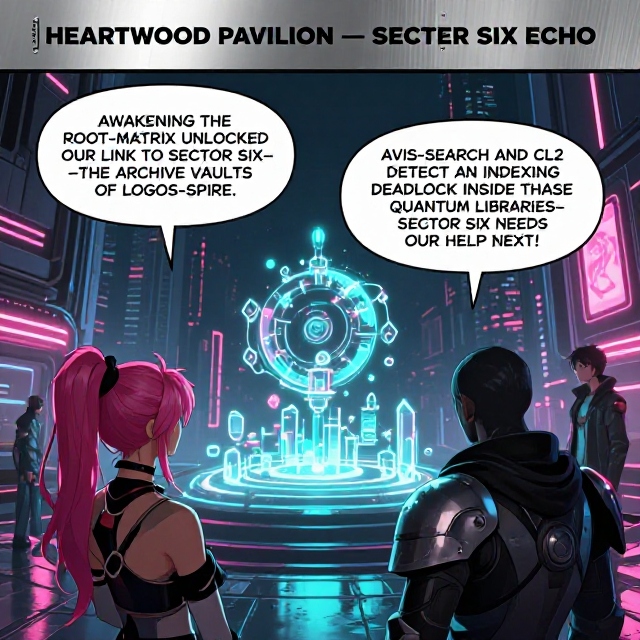 HEARTWOOD PAVILION — SECTER SIX ECHO
AWAKENING THE
ROOT-MATRIX UNLOCKED
OUR LINK TO SECTOR SIX–
–THE ARCHIVE VAULTS
OF LOGOS-SPIRE.
AVIS-SEARCH AND CL2
DETECT AN INDEXING
DEADLOCK INSIDE THASE
QUANTUM LIBRARIES–
SECTOR SIX NEEDS
OUR HELP NEXT!